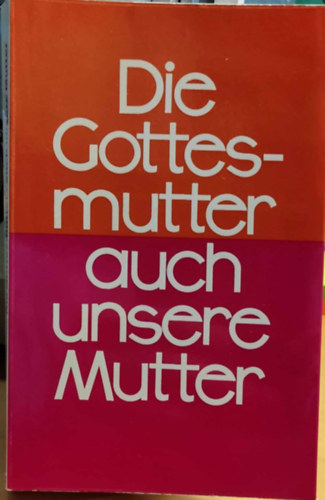 Die
Gottes-
mutter
auch
unsere
Mutter